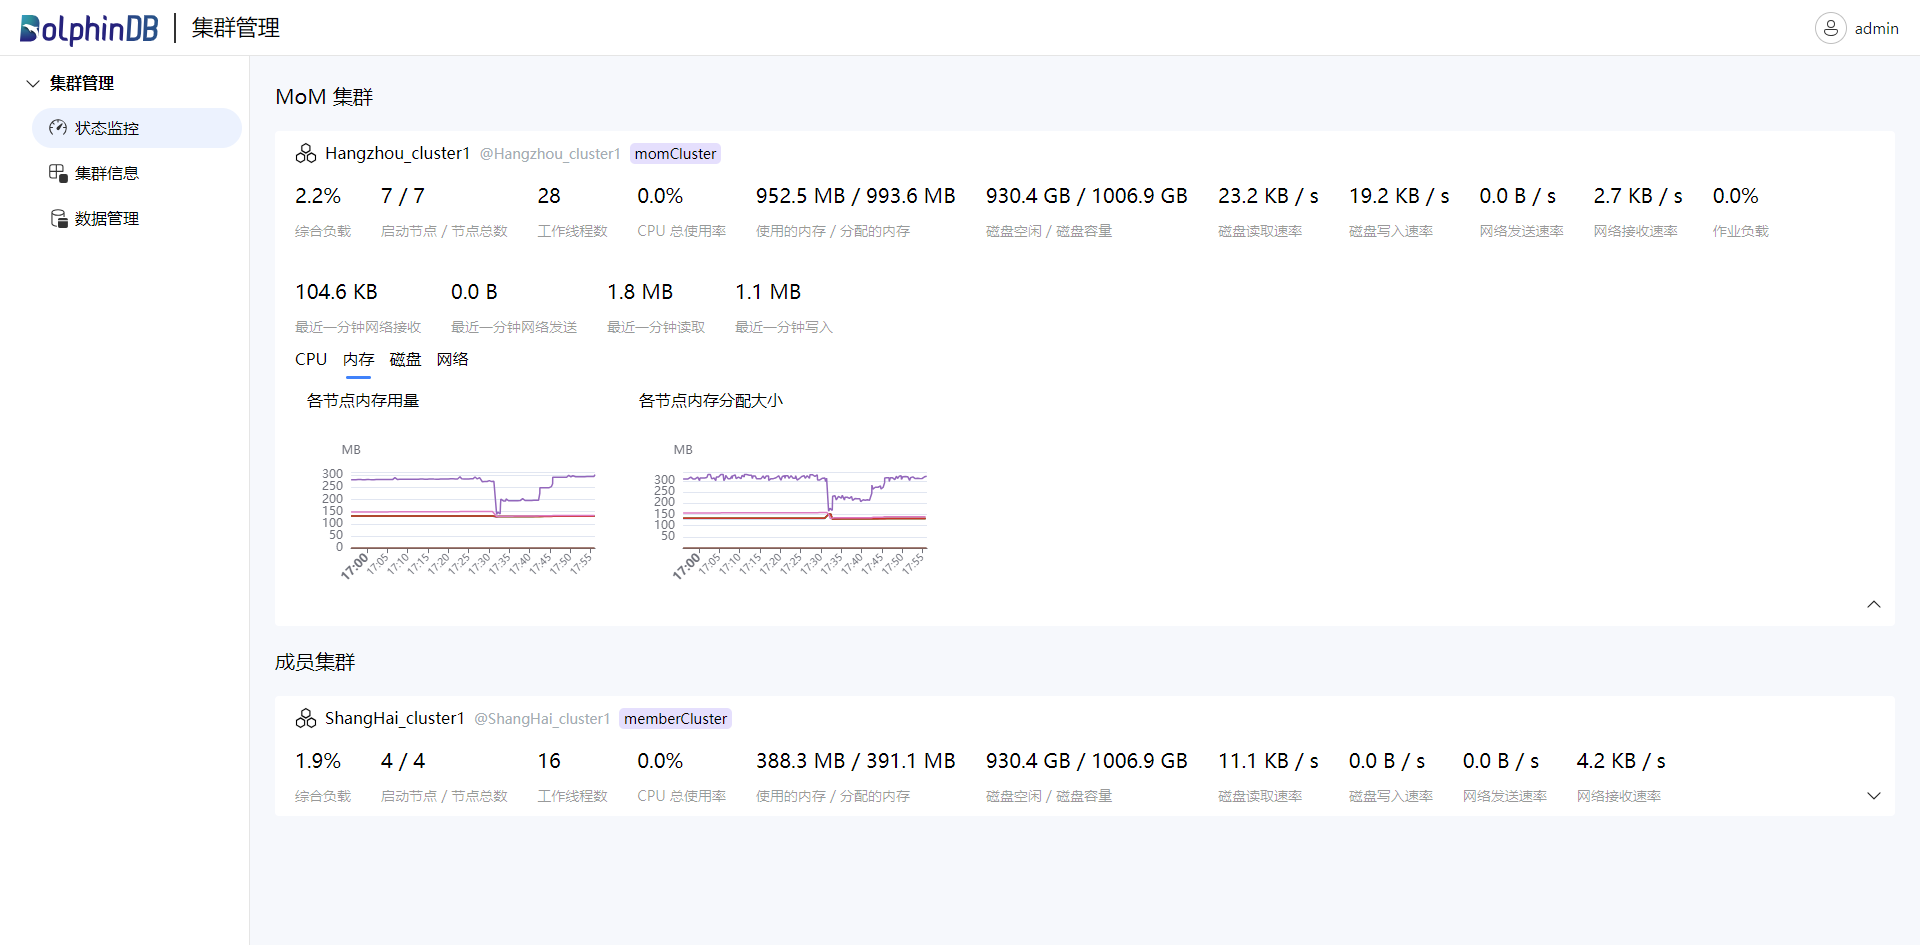 DolphinDB 集群管理 admin
集群管理
状态监控
集群信息
数据管理
MoM 集群
Hangzhou_cluster1 @Hangzhou_cluster1 momCluster
2.2% 7 / 7 28 0.0% 952.5 MB / 993.6 MB 930.4 GB / 1006.9 GB 23.2 KB / s 19.2 KB / s 0.0 B / s 2.7 KB / s 0.0%
综合负载 启动节点 / 节点总数 工作线程数 CPU 总使用率 使用的内存 / 分配的内存 磁盘空闲 / 磁盘容量 磁盘读取速率 磁盘写入速率 网络发送速率 网络接收速率 作业负载
104.6 KB 0.0 B 1.8 MB 1.1 MB
最近一分钟网络接收 最近一分钟网络发送 最近一分钟读取 最近一分钟写入
CPU 内存 磁盘 网络
各节点内存用量
MB
300
250
200
150
100
50
0
17:00 17:05 17:10 17:15 17:20 17:25 17:30 17:35 17:40 17:45 17:50 17:55
各节点内存分配大小
MB
300
250
200
150
100
50
17:00 17:05 17:10 17:15 17:20 17:25 17:30 17:35 17:40 17:45 17:50 17:55
成员集群
ShangHai_cluster1 @ShangHai_cluster1 memberCluster
1.9% 4 / 4 16 0.0% 388.3 MB / 391.1 MB 930.4 GB / 1006.9 GB 11.1 KB / s 0.0 B / s 0.0 B / s 4.2 KB / s
综合负载 启动节点 / 节点总数 工作线程数 CPU 总使用率 使用的内存 / 分配的内存 磁盘空闲 / 磁盘容量 磁盘读取速率 磁盘写入速率 网络发送速率 网络接收速率